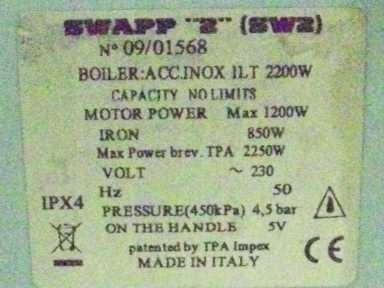 SWAPP "2" (SW2)
N° 09/01568
BOILER:ACC.INOX 1LT 2200W
CAPACITY NO LIMITS
MOTOR POWER Max 1200W
IRON 850W
Max Power brev. TPA 2250W
VOLT ~ 230
Hz 50
IPX4
PRESSURE(450kPa) 4,5 bar
ON THE HANDLE 5V
patented by TPA Impex
CE
MADE IN ITALY